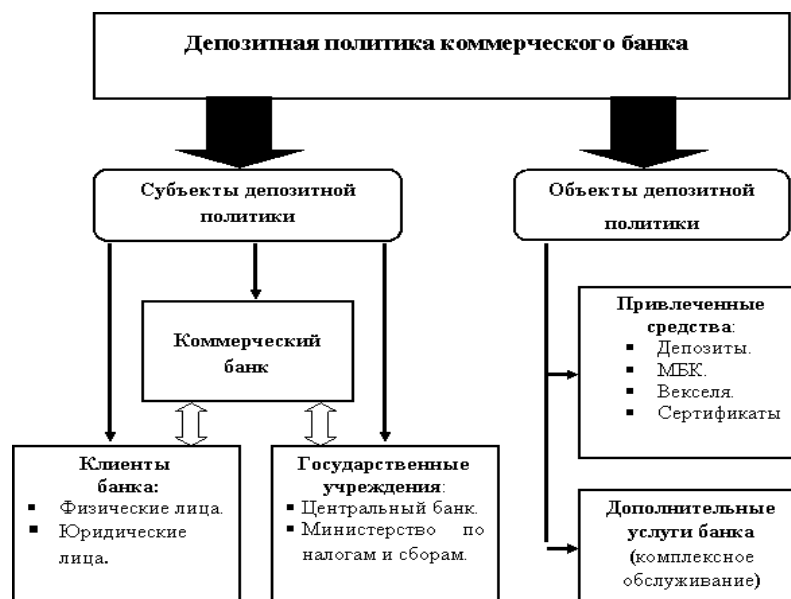 Депозитная политика коммерческого банка
Субъекты депозитной
политики
Объекты депозитной
политики
Коммерческий
банк
Клиенты
банка:
▪ Физические лица.
▪ Юридические
лица.
Государственные
учреждения:
▪ Центральный банк.
▪ Министерство по
налогам и сборам.
Привлеченные
средства:
▪ Депозиты.
▪ МБК.
▪ Векселя.
▪ Сертификаты
Дополнительные
услуги банка
(комплексное
обслуживание)